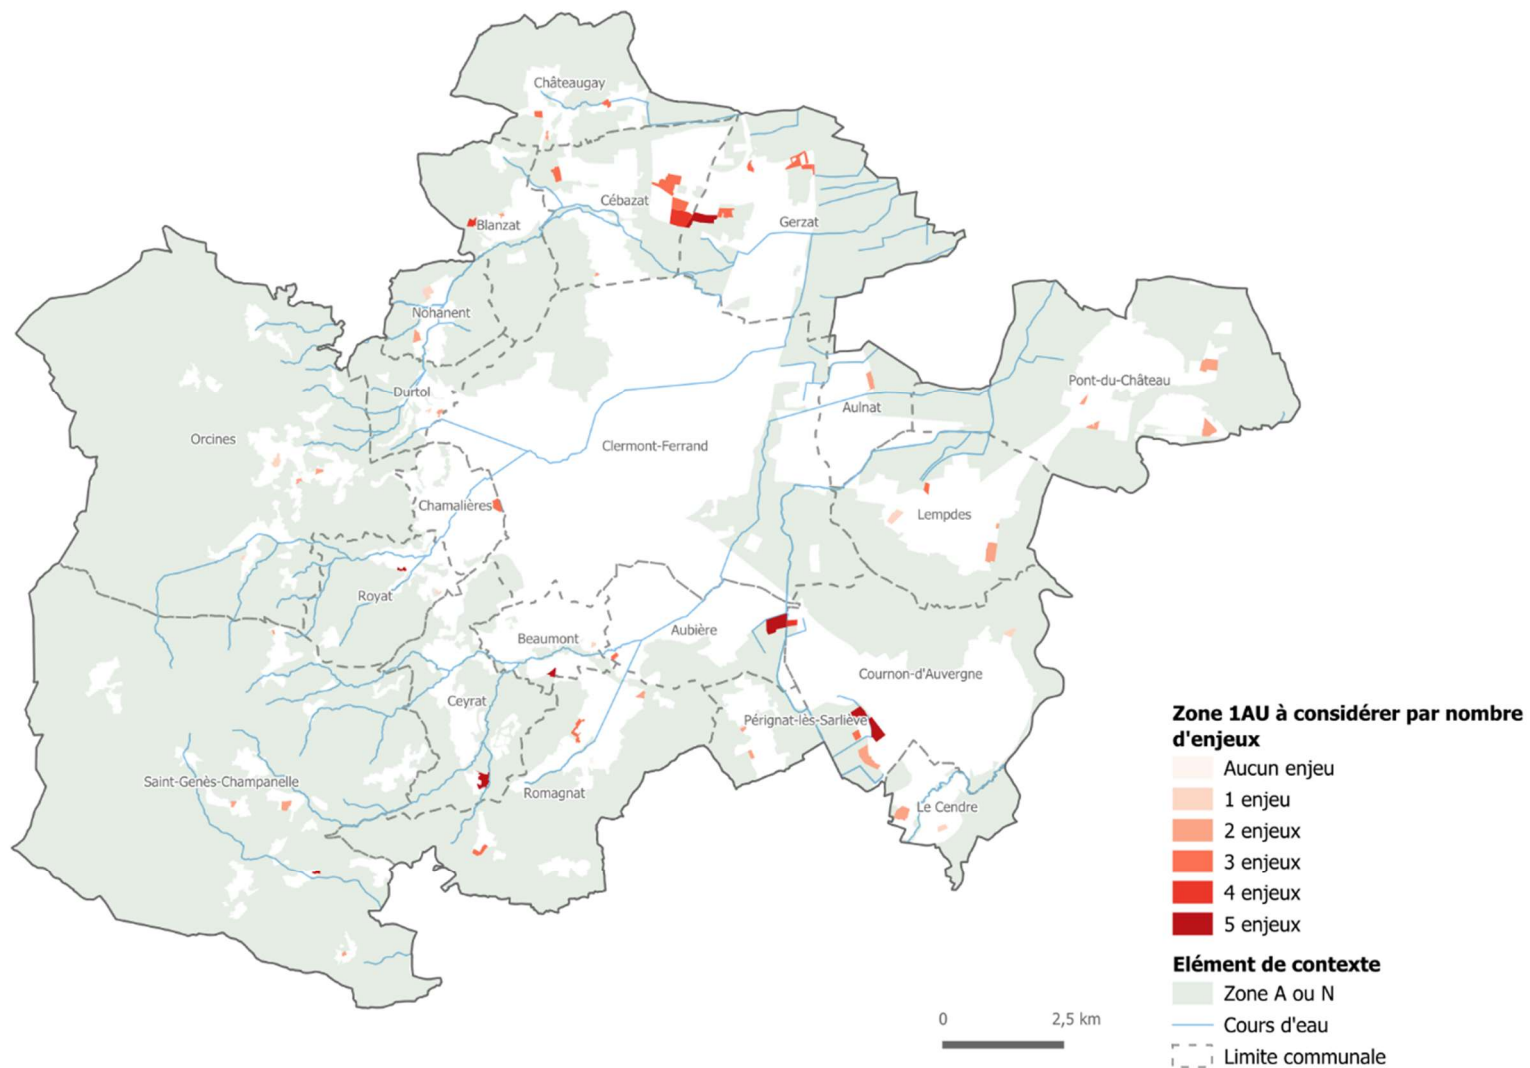 Châteaugay
Cébazat
Blanzat
Gerzat
Nohanent
Durtol
Pont-du-Château
Aulnat
Orcines
Clermont-Ferrand
Chamalières
Lempdes
Royat
Beaumont
Aubière
Cournon-d'Auvergne
Ceyrat
Pérignat-lès-Sarliève
Saint-Genès-Champanelle
Romagnat
Le Cendre
Zone 1AU à considérer par nombre
d'enjeux
Aucun enjeu
1 enjeu
2 enjeux
3 enjeux
4 enjeux
5 enjeux
Elément de contexte
Zone A ou N
Cours d'eau
Limite communale
0 2,5 km